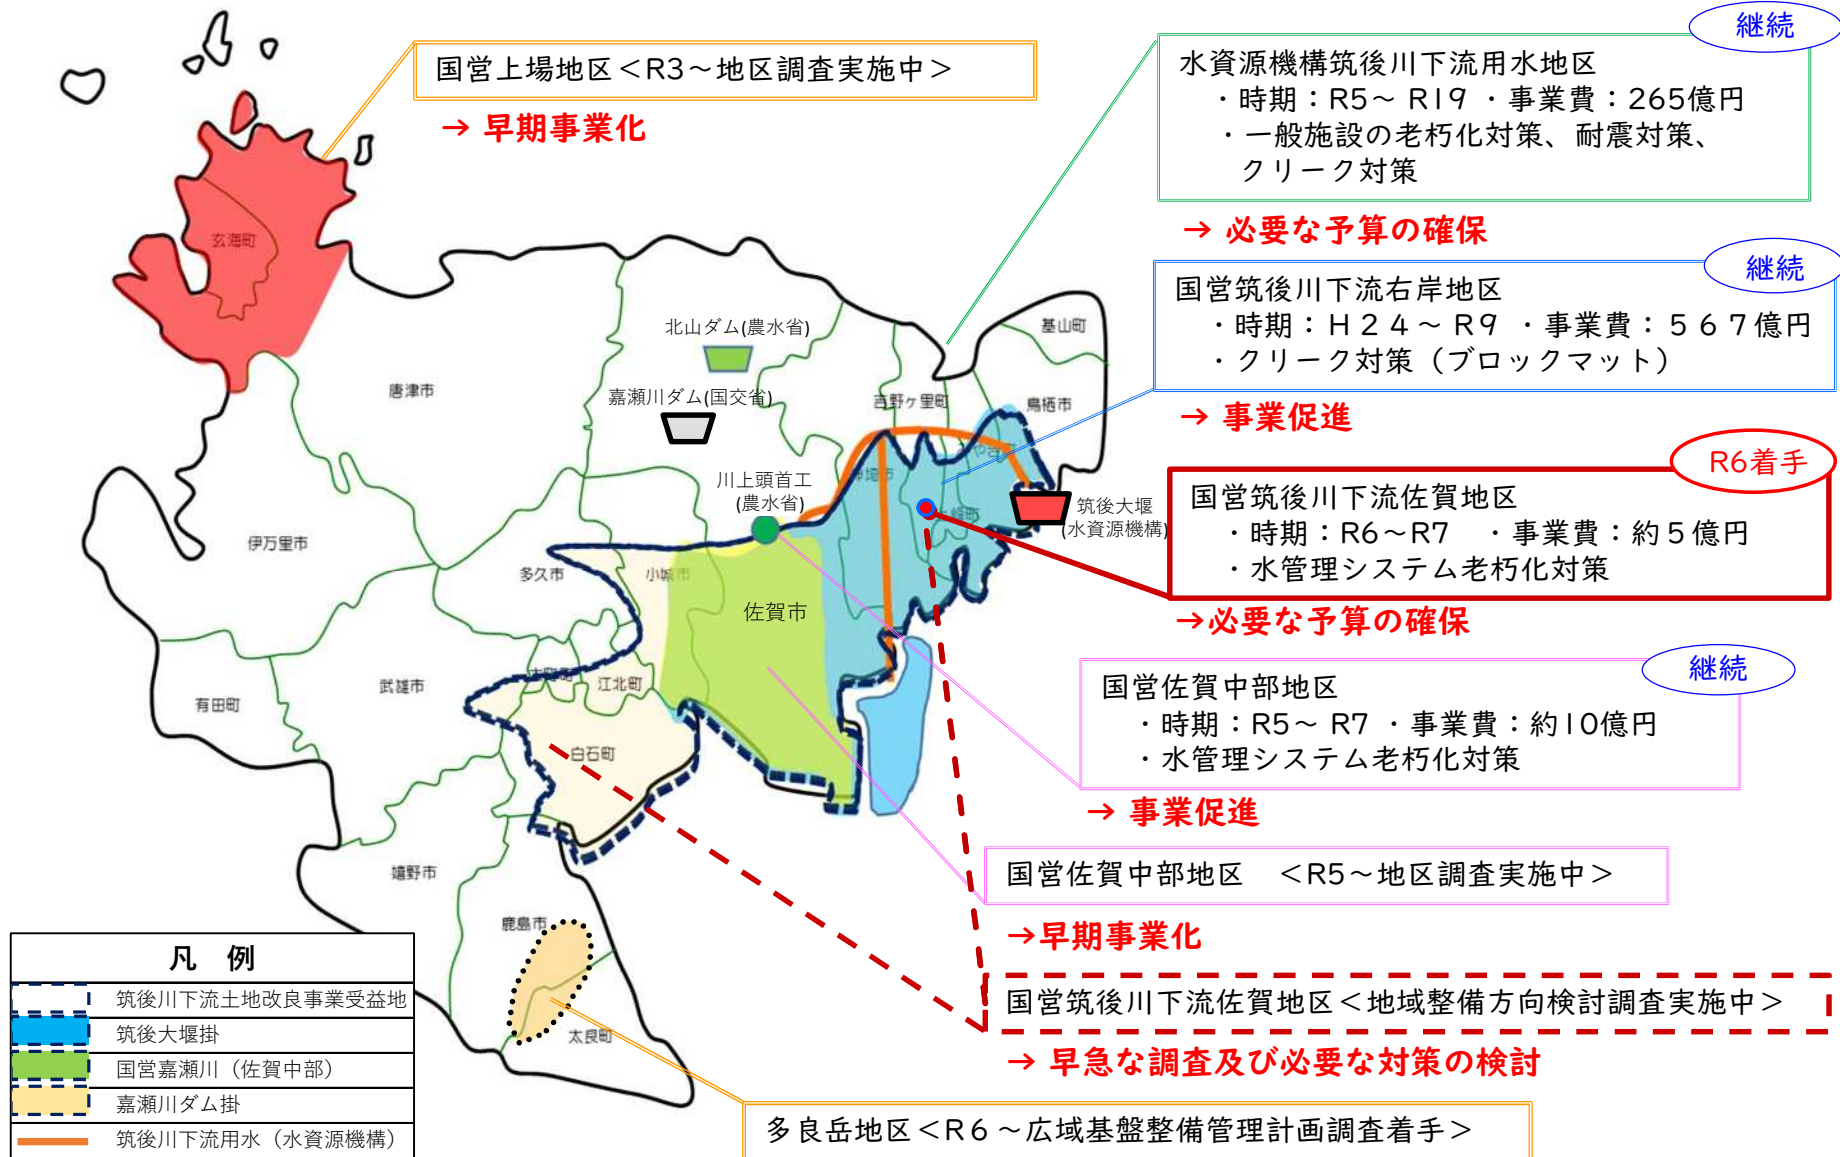 国営上場地区<R3～地区調査実施中>
→ 早期事業化
継続
水資源機構筑後川下流用水地区
・時期：R5～ R19 ・事業費：265億円
・一般施設の老朽化対策、耐震対策、
クリーク対策
→ 必要な予算の確保
継続
国営筑後川下流右岸地区
・時期：H２４～ R9 ・事業費：５６７億円
・クリーク対策（ブロックマット）
→ 事業促進
R6着手
国営筑後川下流佐賀地区
・時期：R6～R7 ・事業費：約５億円
・水管理システム老朽化対策
→必要な予算の確保
継続
国営佐賀中部地区
・時期：R5～ R7 ・事業費：約10億円
・水管理システム老朽化対策
→ 事業促進
国営佐賀中部地区 <R5～地区調査実施中>
→早期事業化
国営筑後川下流佐賀地区<地域整備方向検討調査実施中>
→ 早急な調査及び必要な対策の検討
多良岳地区<R６～広域基盤整備管理計画調査着手>
玄海町
唐津市
北山ダム(農水省)
嘉瀬川ダム(国交省)
川上頭首工
(農水省)
基山町
吉野ヶ里町
鳥栖市
神埼市
上峰町
筑後大堰
(水資源機構)
伊万里市
多久市
小城市
佐賀市
有田町
武雄市
大町町
江北町
白石町
嬉野市
鹿島市
太良町
凡 例
筑後川下流土地改良事業受益地
筑後大堰掛
国営嘉瀬川（佐賀中部）
嘉瀬川ダム掛
筑後川下流用水（水資源機構）